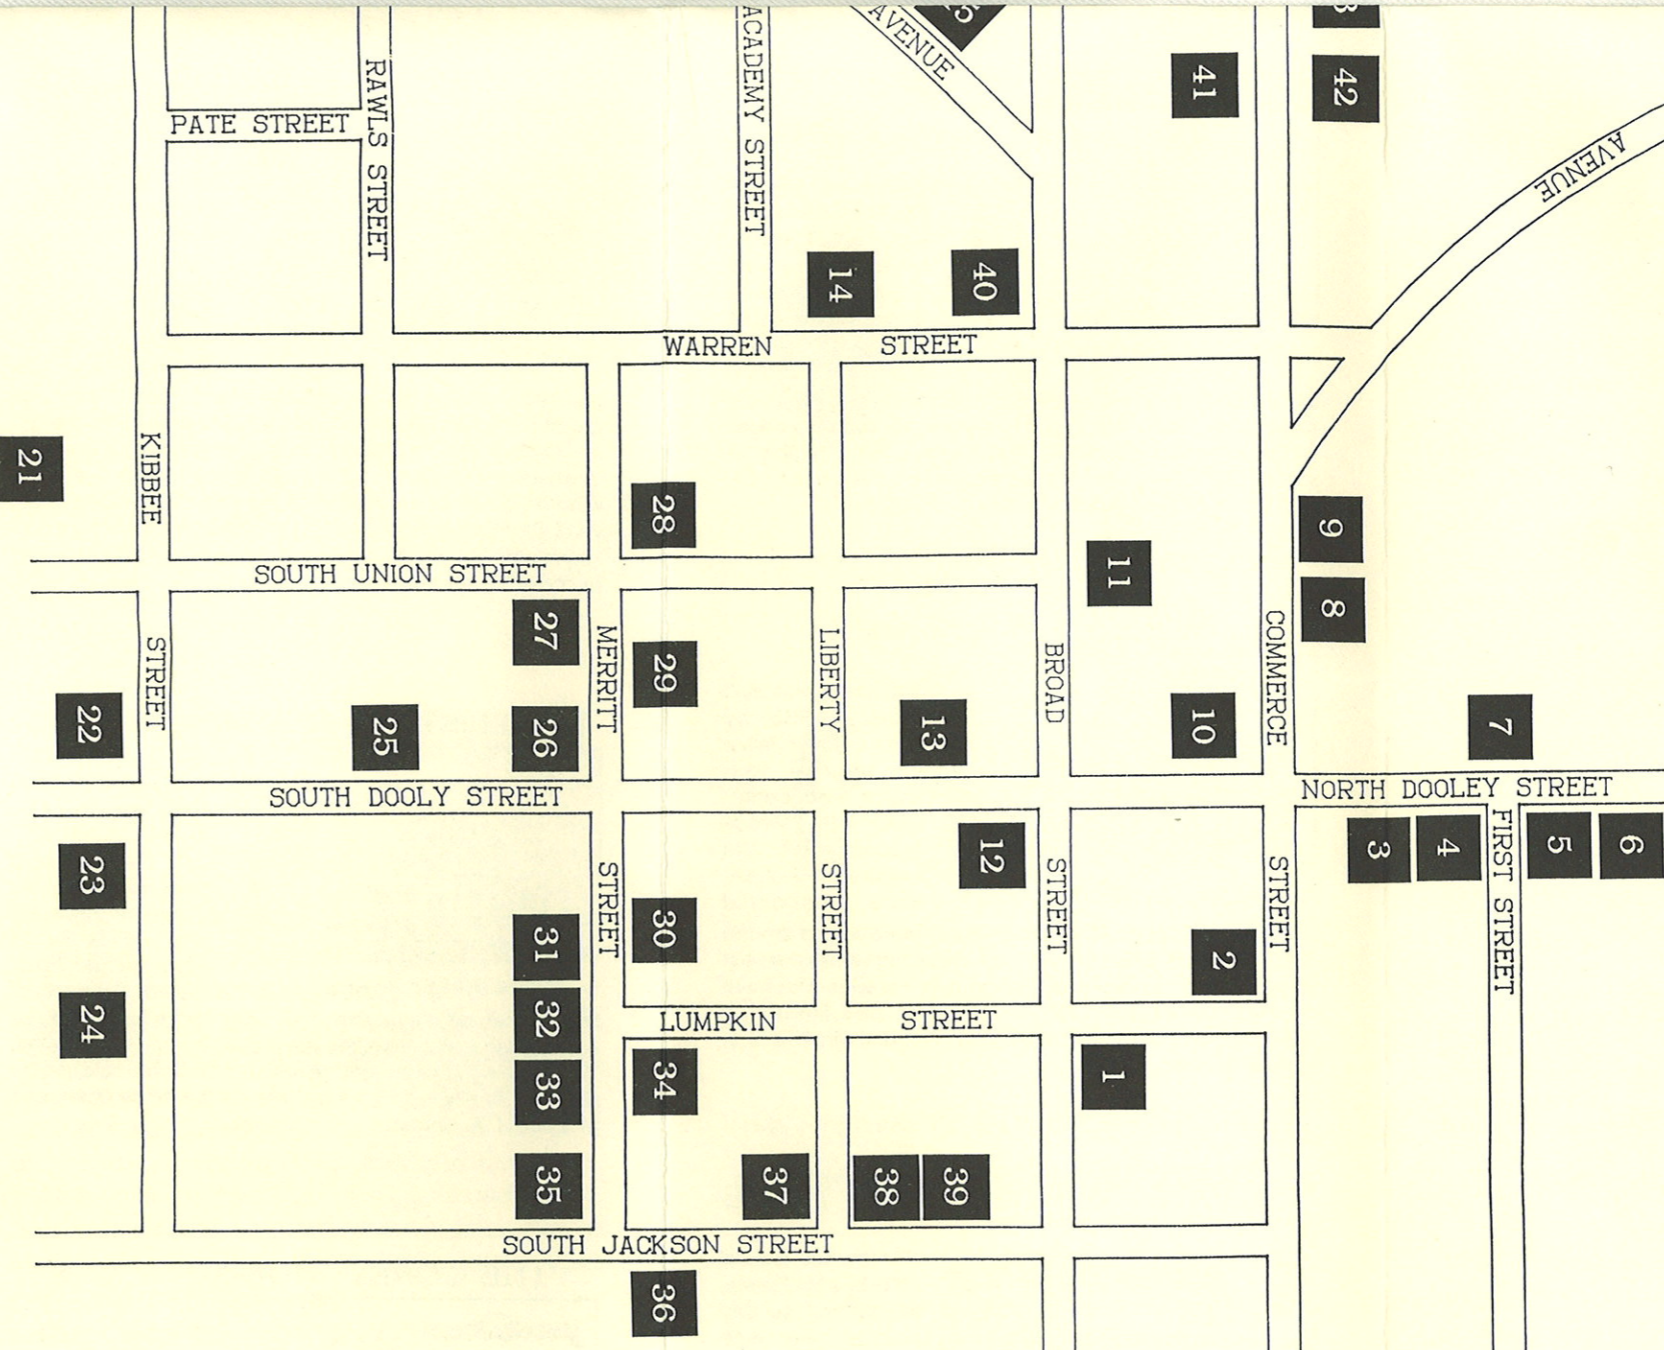 AVENUE
41
42
RAWLS STREET
ACADEMY STREET
PATE STREET
AVENUE
14
40
WARREN STREET
21
KIBBEE STREET
28
9
11
8
SOUTH UNION STREET
27
MERRITT STREET
29
LIBERTY STREET
BROAD STREET
COMMERCE STREET
22
25
26
13
10
7
NORTH DOOLEY STREET
SOUTH DOOLY STREET
FIRST STREET
23
12
3
4
5
6
31
30
2
24
32
LUMPKIN STREET
33
34
1
35
37
38
39
SOUTH JACKSON STREET
36